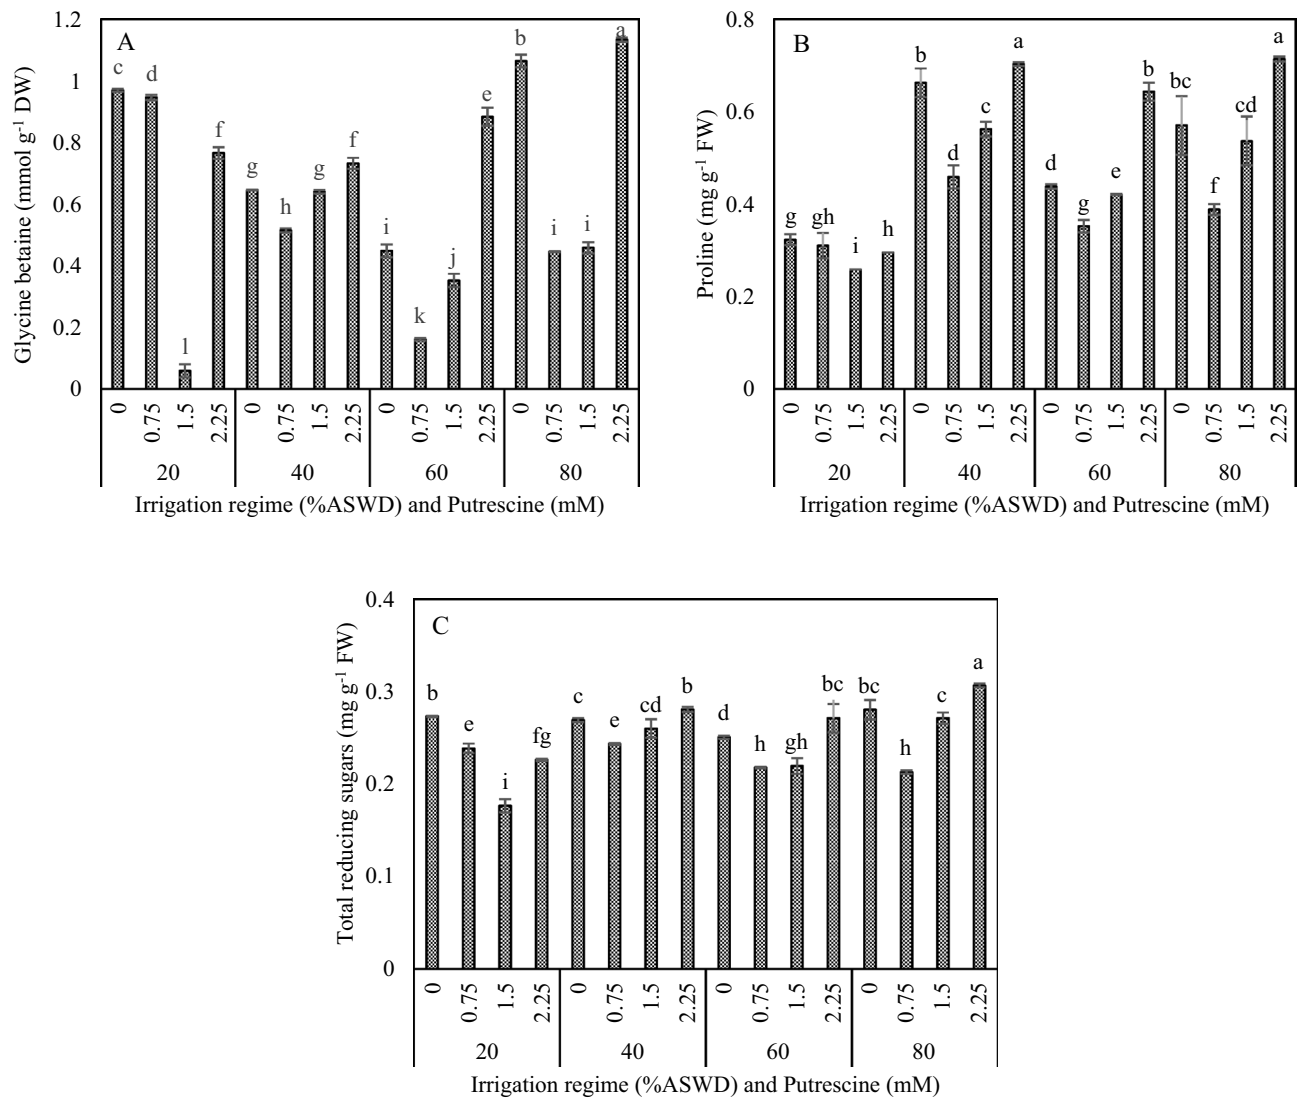 A
Glycine betaine (mmol g-1 DW)
1.2
1
0.8
0.6
0.4
0.2
0
c d l f g h g f i k j e b i i a
0 0.75 1.5 2.25 0 0.75 1.5 2.25 0 0.75 1.5 2.25 0 0.75 1.5 2.25
20 40 60 80
Irrigation regime (%ASWD) and Putrescine (mM)
B
Proline (mg g-1 FW)
0.8
0.6
0.4
0.2
0
g gh i h b d c a d g e b bc f cd a
0 0.75 1.5 2.25 0 0.75 1.5 2.25 0 0.75 1.5 2.25 0 0.75 1.5 2.25
20 40 60 80
Irrigation regime (%ASWD) and Putrescine (mM)
C
Total reducing sugars (mg g-1 FW)
0.4
0.3
0.2
0.1
0
b e i fg c e cd b d h gh bc bc h c a
0 0.75 1.5 2.25 0 0.75 1.5 2.25 0 0.75 1.5 2.25 0 0.75 1.5 2.25
20 40 60 80
Irrigation regime (%ASWD) and Putrescine (mM)